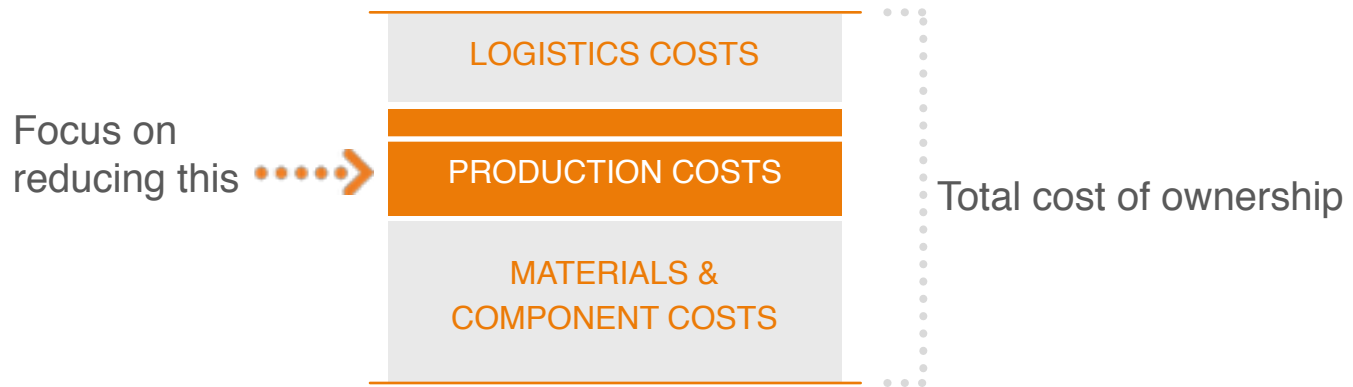 LOGISTICS COSTS
Focus on
reducing this
PRODUCTION COSTS
Total cost of ownership
MATERIALS &
COMPONENT COSTS